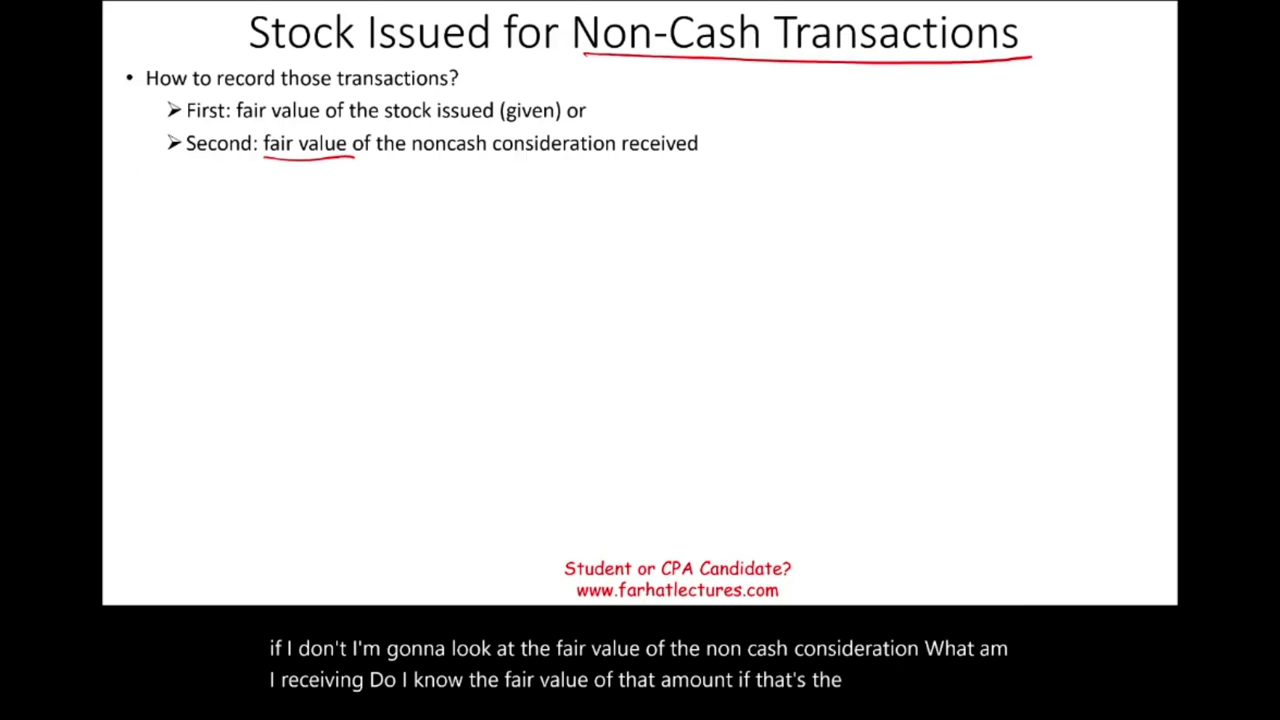 Stock Issued for Non-Cash Transactions
• How to record those transactions?
➢ First: fair value of the stock issued (given) or
➢ Second: fair value of the noncash consideration received
Student or CPA Candidate?
www.farhatlectures.com
if I don't I'm gonna look at the fair value of the non cash consideration What am
I receiving Do I know the fair value of that amount if that's the